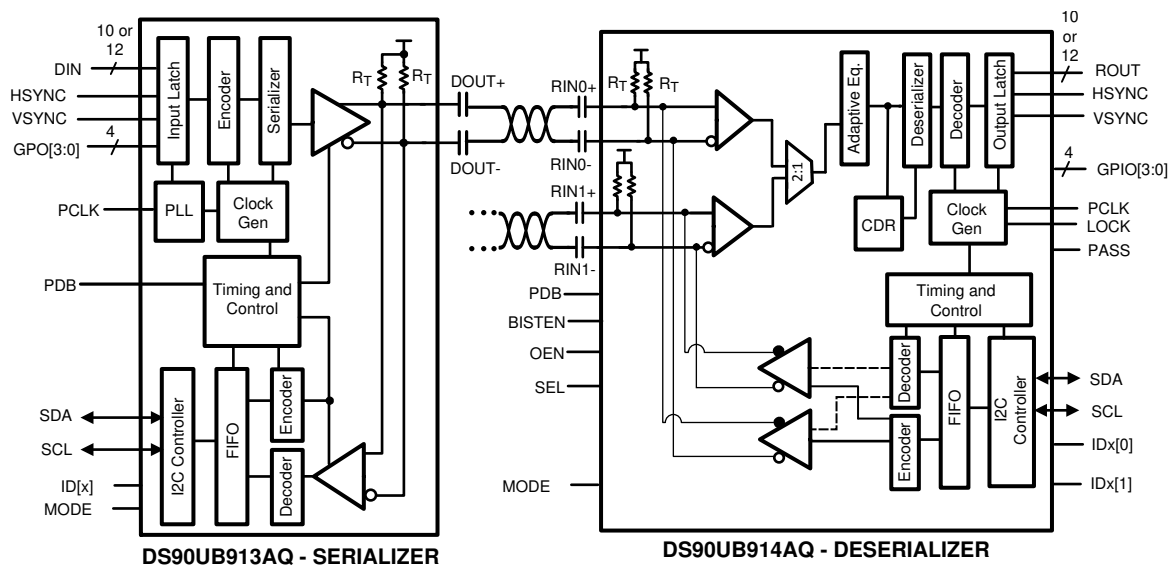 10 or
12
DIN
HSYNC
VSYNC
4
GPO[3:0]
PCLK
PDB
SDA
SCL
ID[x]
MODE
Input Latch
Encoder
Serializer
PLL
Clock
Gen
Timing and
Control
I2C Controller
FIFO
Encoder
Decoder
RT
RT
DOUT+
DOUT-
DS90UB913AQ - SERIALIZER
RIN0+
RIN0-
RIN1+
RIN1-
RT
RT
PDB
BISTEN
OEN
SEL
MODE
2:1
Adaptive Eq.
Deserializer
Decoder
Output Latch
CDR
Clock
Gen
Timing and
Control
Decoder
Encoder
FIFO
I2C
Controller
10
or
12
ROUT
HSYNC
VSYNC
4
GPIO[3:0]
PCLK
LOCK
PASS
SDA
SCL
IDx[0]
IDx[1]
DS90UB914AQ - DESERIALIZER